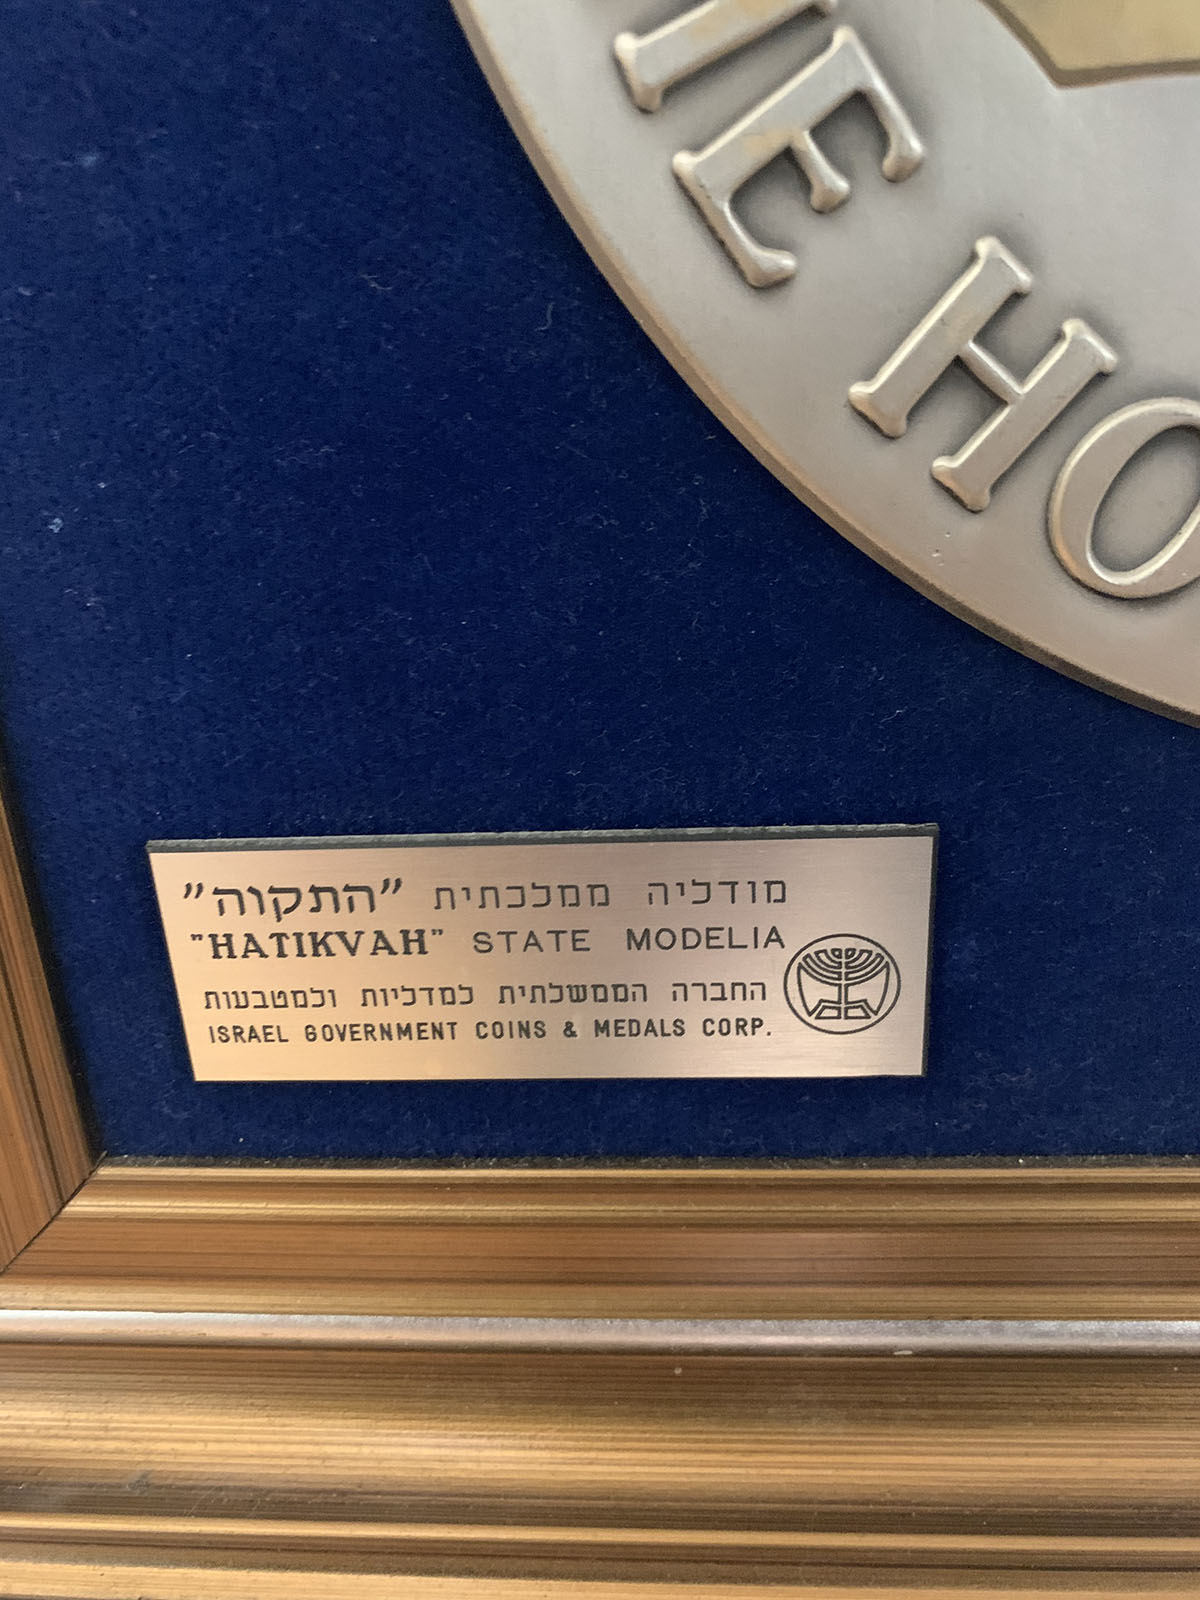 HE HO
מודליה ממלכתית "התקוה"
"HATIKVAH" STATE MODELIA
החברה הממשלתית למדליות ולמטבעות
ISRAEL GOVERNMENT COINS & MEDALS CORP.